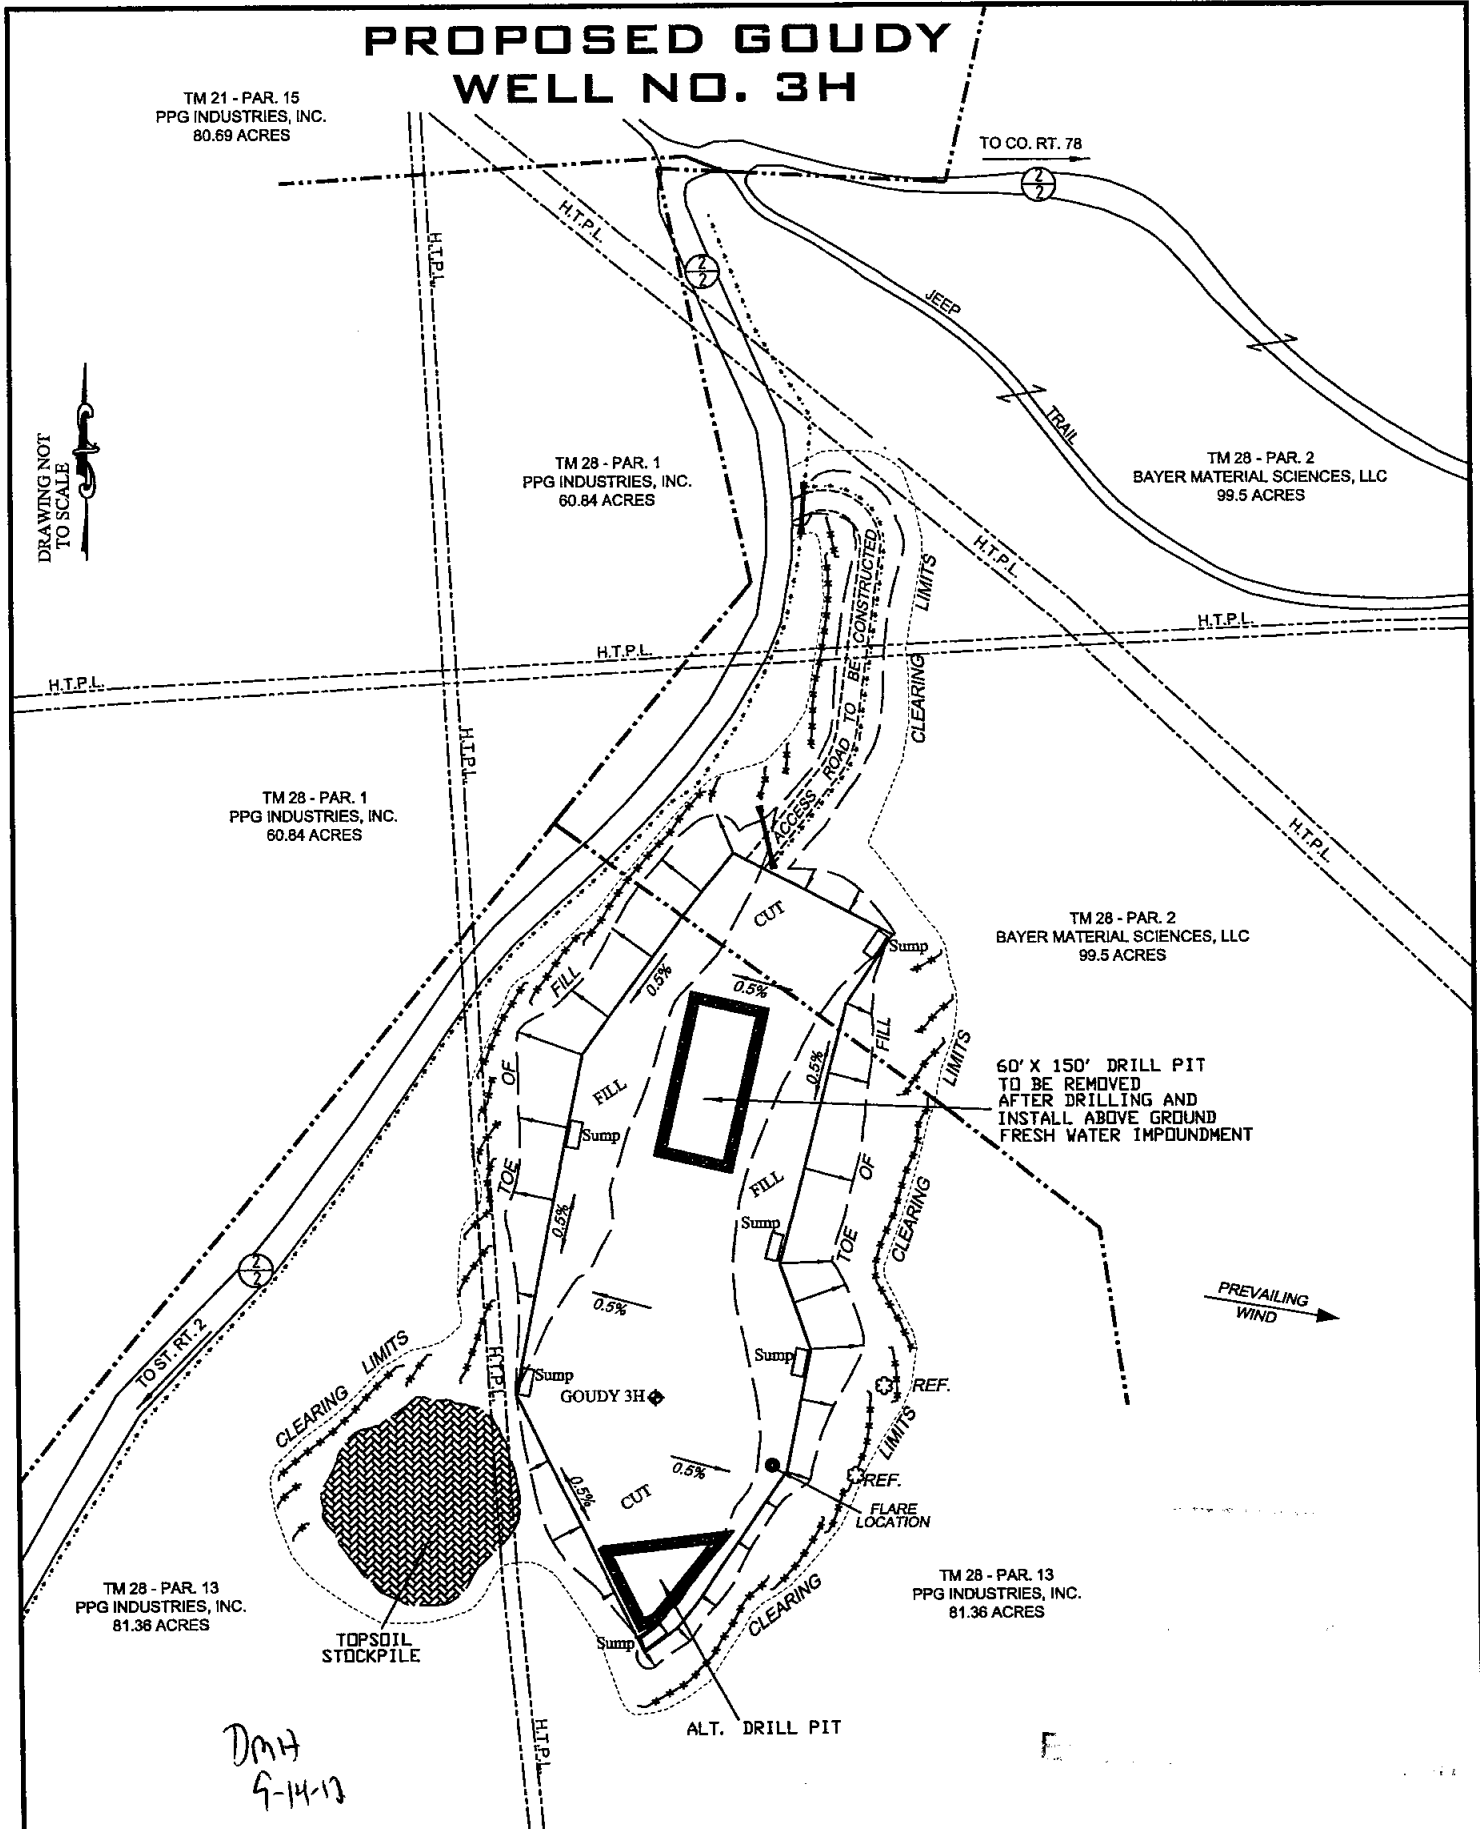 PROPOSED GOUDY
WELL NO. 3H
TM 21 - PAR. 15
PPG INDUSTRIES, INC.
80.69 ACRES
TO CO. RT. 78
2
2
H.T.P.L.
H.T.P.L.
2
2
JEEP
TRAIL
DRAWING NOT
TO SCALE
TM 28 - PAR. 1
PPG INDUSTRIES, INC.
60.84 ACRES
TM 28 - PAR. 2
BAYER MATERIAL SCIENCES, LLC
99.5 ACRES
H.T.P.L.
LIMITS
CLEARING
ACCESS ROAD TO BE CONSTRUCTED
H.T.P.L.
H.T.P.L.
H.T.P.L.
H.T.P.L.
TM 28 - PAR. 1
PPG INDUSTRIES, INC.
60.84 ACRES
H.T.P.L.
CUT
TM 28 - PAR. 2
BAYER MATERIAL SCIENCES, LLC
99.5 ACRES
Sump
FILL
0.5%
0.5%
FILL
LIMITS
OF
0.5%
FILL
60' X 150' DRILL PIT
TO BE REMOVED
AFTER DRILLING AND
INSTALL ABOVE GROUND
FRESH WATER IMPOUNDMENT
Sump
TOE
OF
FILL
CLEARING
0.5%
Sump
TOE
2
2
0.5%
PREVAILING
WIND
TO ST. RT. 2
LIMITS
CLEARING
H.T.P.L.
Sump
Sump
GOUDY 3H
REF.
LIMITS
0.5%
0.5%
CUT
REF.
FLARE
LOCATION
TM 28 - PAR. 13
PPG INDUSTRIES, INC.
81.36 ACRES
TM 28 - PAR. 13
PPG INDUSTRIES, INC.
81.36 ACRES
CLEARING
TOPSOIL
STOCKPILE
Sump
ALT. DRILL PIT
H.T.P.L.
DMH
9-14-12